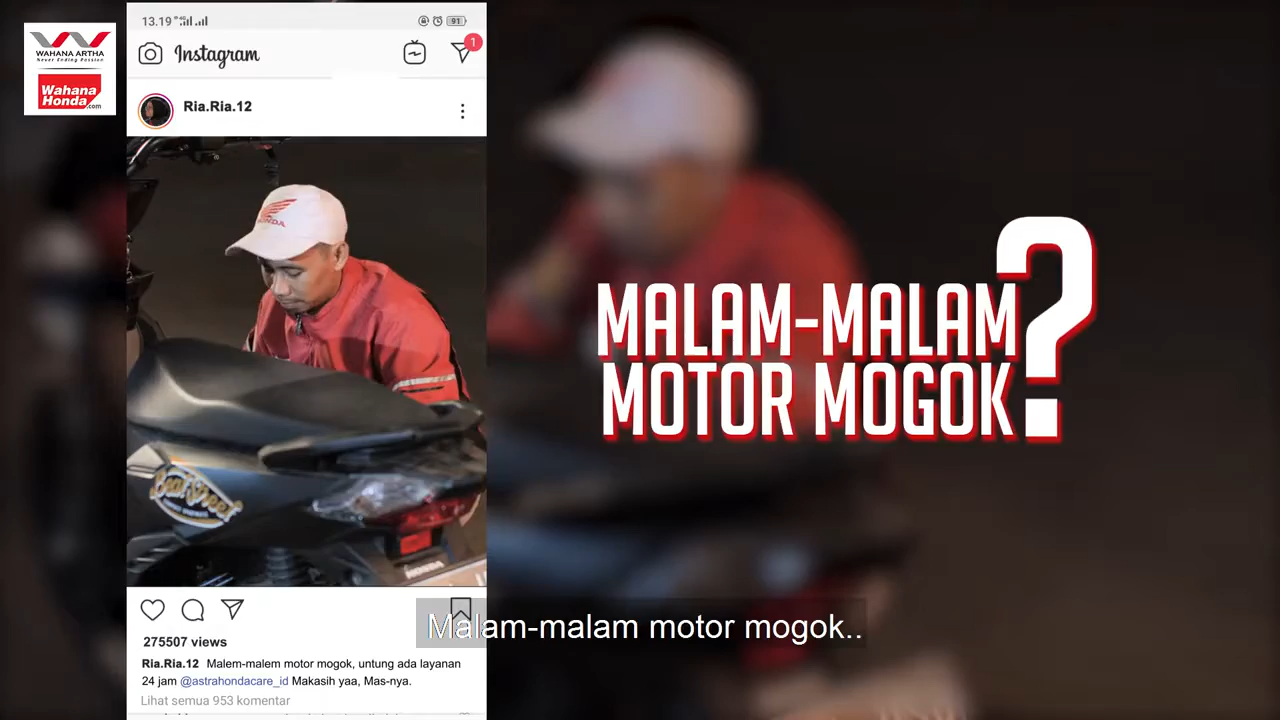 WAHANA ARTHA
Never Ending Passion
Wahana
Honda.com
13.19
91
Instagram
1
Ria.Ria.12
HONDA
Beat Street
HONDA
MALAM-MALAM
MOTOR MOGOK?
275507 views
Malam-malam motor mogok..
Ria.Ria.12 Malem-malem motor mogok, untung ada layanan
24 jam @astrahondacare_id Makasih yaa, Mas-nya.
Lihat semua 953 komentar